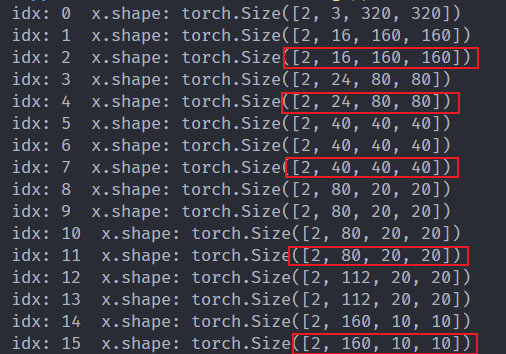 idx: 0  x.shape: torch.Size([2, 3, 320, 320])
idx: 1  x.shape: torch.Size([2, 16, 160, 160])
idx: 2  x.shape: torch.Size([2, 16, 160, 160])
idx: 3  x.shape: torch.Size([2, 24, 80, 80])
idx: 4  x.shape: torch.Size([2, 24, 80, 80])
idx: 5  x.shape: torch.Size([2, 40, 40, 40])
idx: 6  x.shape: torch.Size([2, 40, 40, 40])
idx: 7  x.shape: torch.Size([2, 40, 40, 40])
idx: 8  x.shape: torch.Size([2, 80, 20, 20])
idx: 9  x.shape: torch.Size([2, 80, 20, 20])
idx: 10  x.shape: torch.Size([2, 80, 20, 20])
idx: 11  x.shape: torch.Size([2, 80, 20, 20])
idx: 12  x.shape: torch.Size([2, 112, 20, 20])
idx: 13  x.shape: torch.Size([2, 112, 20, 20])
idx: 14  x.shape: torch.Size([2, 160, 10, 10])
idx: 15  x.shape: torch.Size([2, 160, 10, 10])